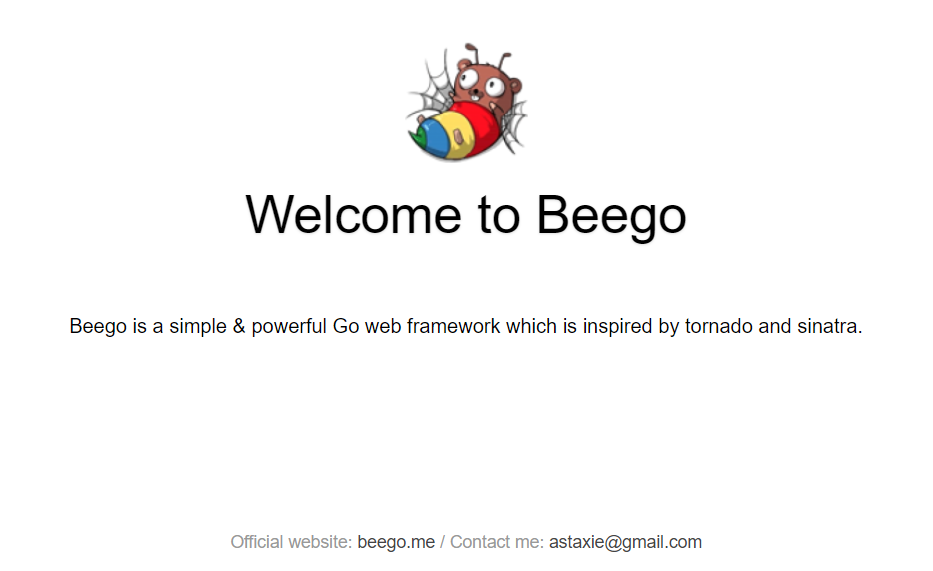 Welcome to Beego
Beego is a simple & powerful Go web framework which is inspired by tornado and sinatra.
Official website: beego.me / Contact me: astaxie@gmail.com